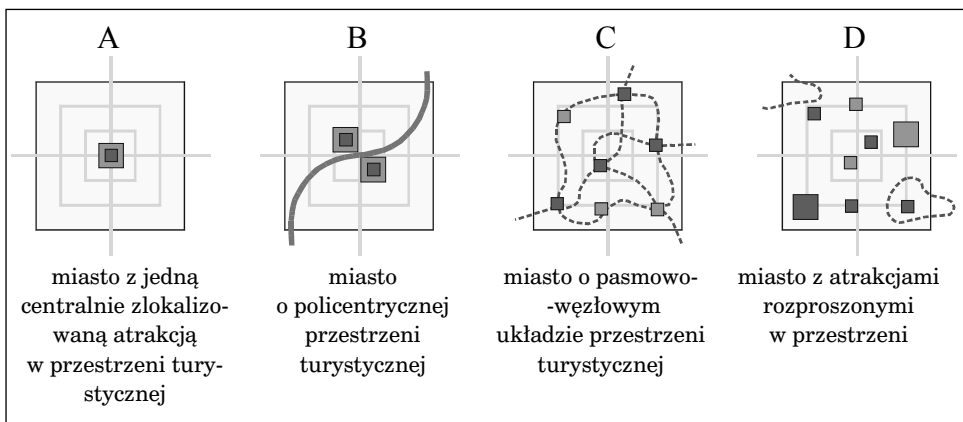 A
miasto z jedną
centralnie zlokalizo-
waną atrakcją
w przestrzeni tury-
stycznej
B
miasto
o policentrycznej
przestrzeni
turystycznej
C
miasto o pasmowo-
-węzłowym
układzie przestrzeni
turystycznej
D
miasto z atrakcjami
rozproszonymi
w przestrzeni